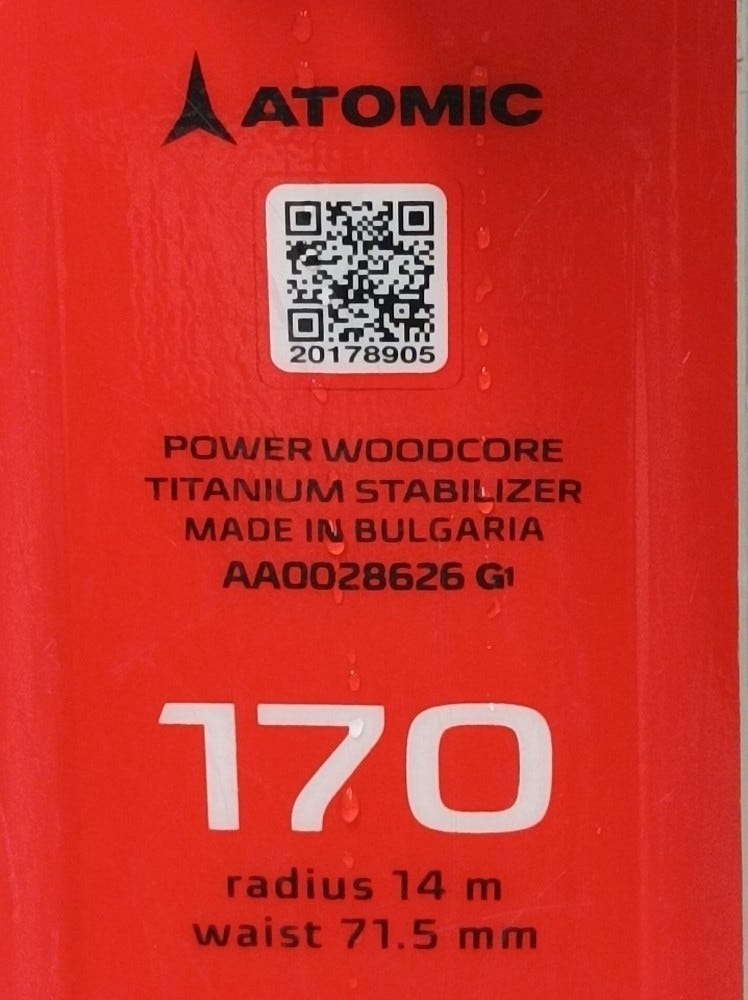 ATOMIC
20178905
POWER WOODCORE
TITANIUM STABILIZER
MADE IN BULGARIA
AA0028626 G1
170
radius 14 m
waist 71.5 mm